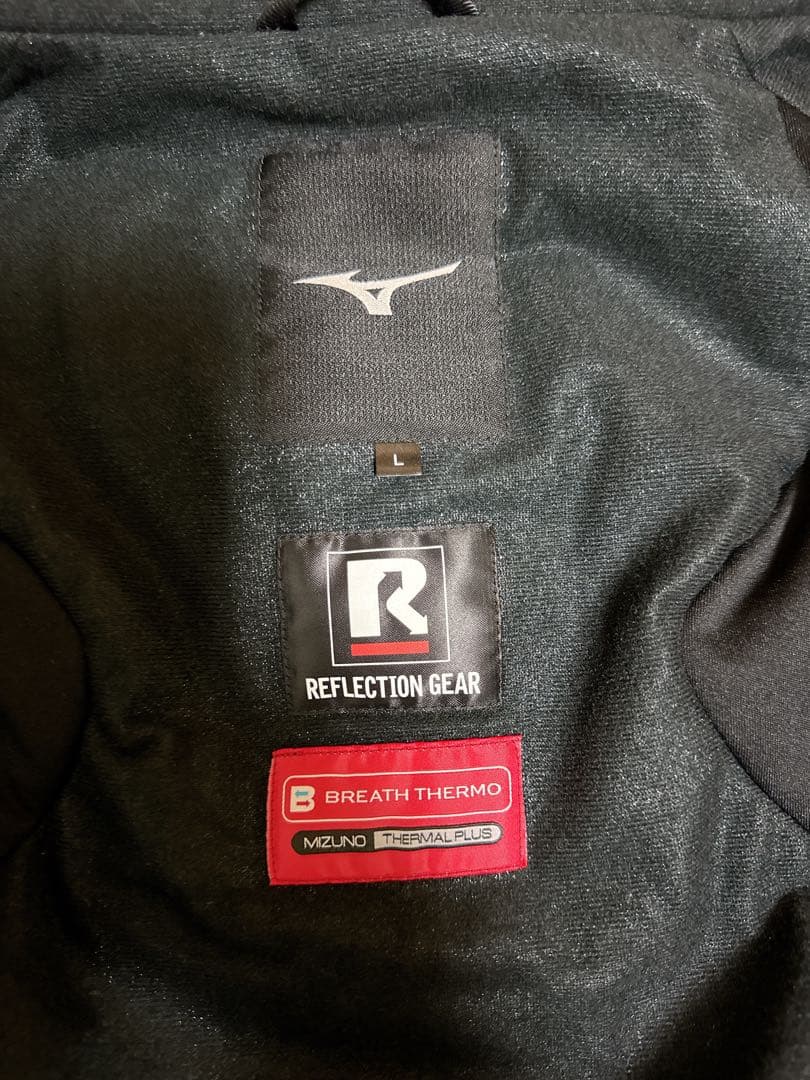 L
R
REFLECTION GEAR
B BREATH THERMO
MIZUNO THERMAL PLUS